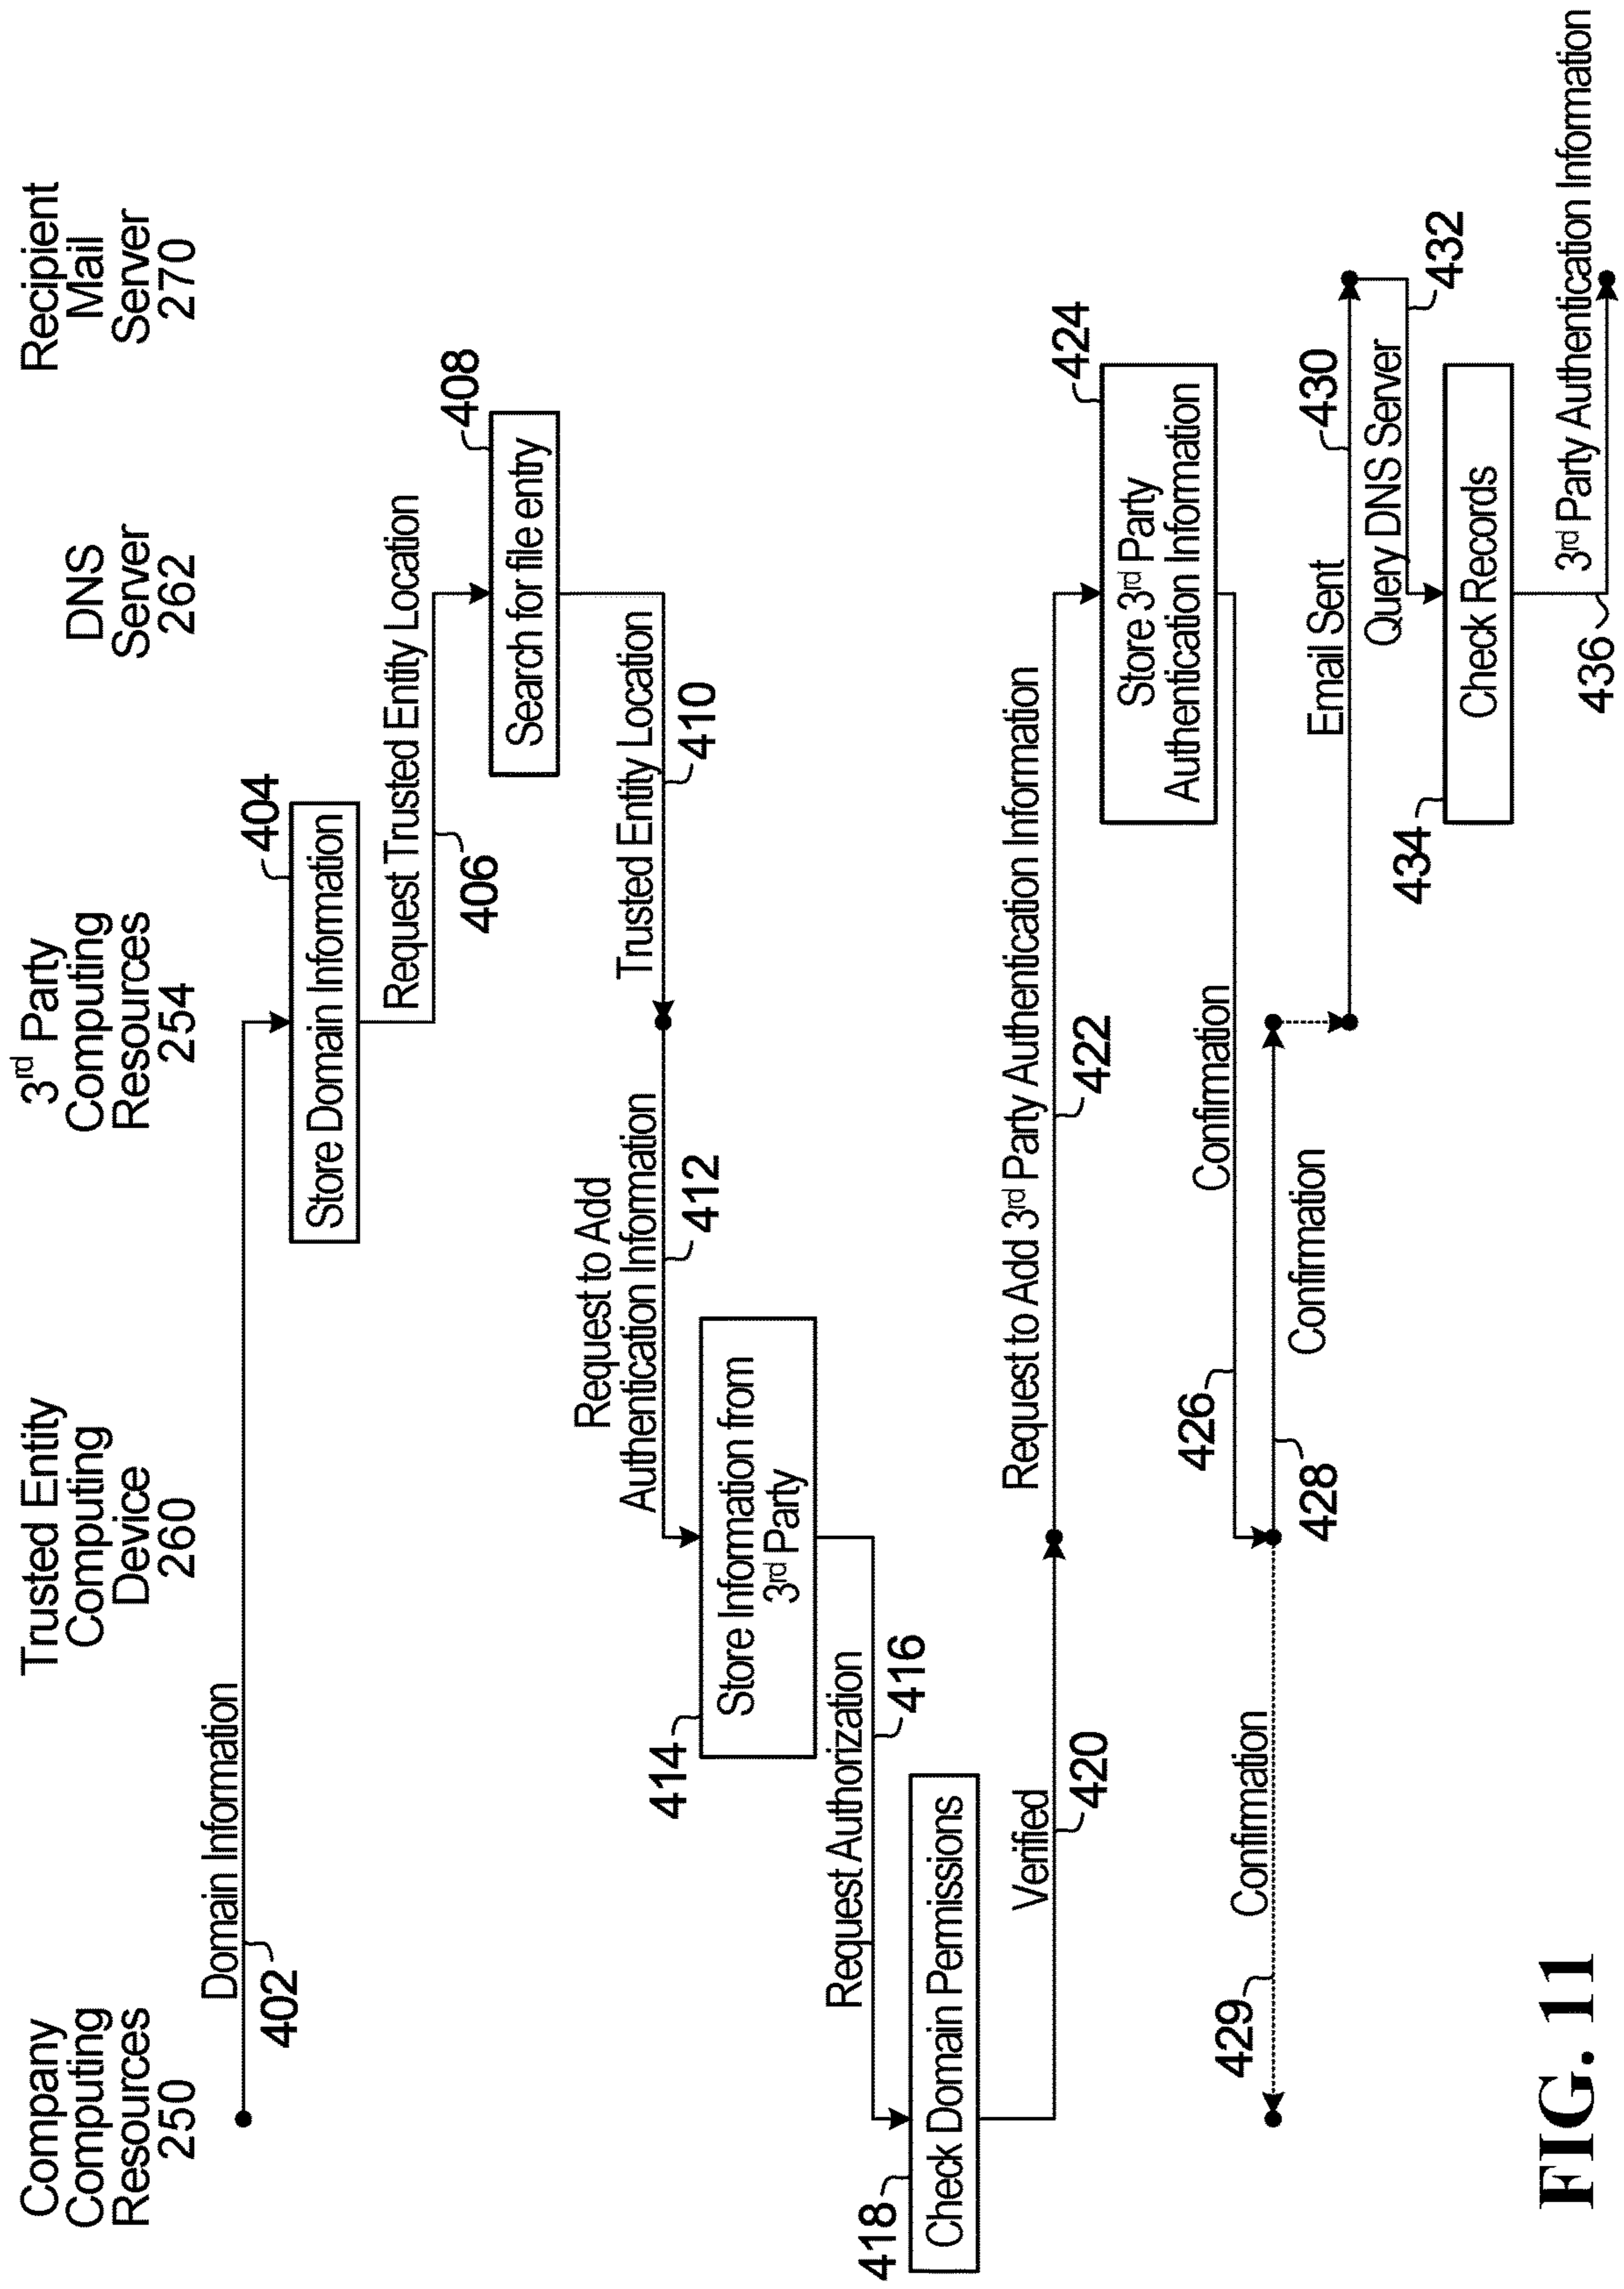 Company
Computing
Resources
250
Trusted Entity
Computing
Device
260
3rd Party
Computing
Resources
254
DNS
Server
262
Recipient
Mail
Server
270
Domain Information
402
404
Store Domain Information
Request Trusted Entity Location
406
408
Search for file entry
Trusted Entity Location
410
Request to Add
Authentication Information
412
414
Store Information from
3rd Party
Request Authorization
416
418
Check Domain Permissions
Verified
420
Request to Add 3rd Party Authentication Information
422
424
Store 3rd Party
Authentication Information
Confirmation
426
Confirmation
428
Confirmation
429
Email Sent
430
Query DNS Server
432
434
Check Records
3rd Party Authentication Information
436
FIG. 11